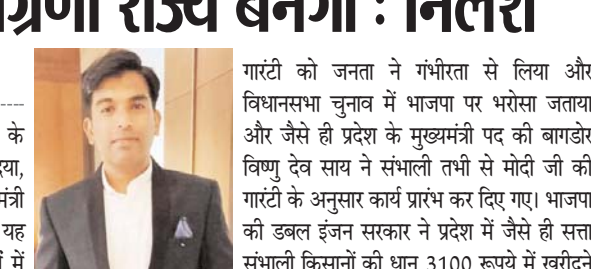 राज्य बनेगा : निलेश
के
मंत्री
यह
में
गारंटी को जनता ने गंभीरता से लिया और
विधानसभा चुनाव में भाजपा पर भरोसा जताया
और जैसे ही प्रदेश के मुख्यमंत्री पद की बागडोर
विष्णु देव साय ने संभाली तभी से मोदी जी की
गारंटी के अनुसार कार्य प्रारंभ कर दिए गए। भाजपा
की डबल इंजन सरकार ने प्रदेश में जैसे ही सत्ता
संभाली किसानों की धान 3100 रूपये में खरीदने